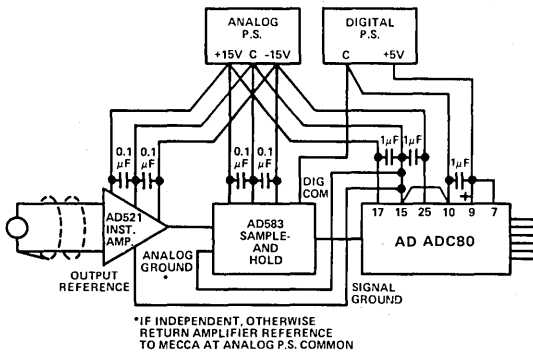 ANALOG
P.S.
+15V C -15V
DIGITAL
P.S.
C +5V
0.1
µF
0.1
µF
0.1
µF
0.1
µF
1µF
1µF
1µF
+
DIG
COM
17 15 25 10 9 7
AD521
INST.
AMP.
AD583
SAMPLE-
AND
HOLD
AD ADC80
ANALOG
GROUND
*
OUTPUT
REFERENCE
SIGNAL
GROUND
*IF INDEPENDENT, OTHERWISE
RETURN AMPLIFIER REFERENCE
TO MECCA AT ANALOG P.S. COMMON